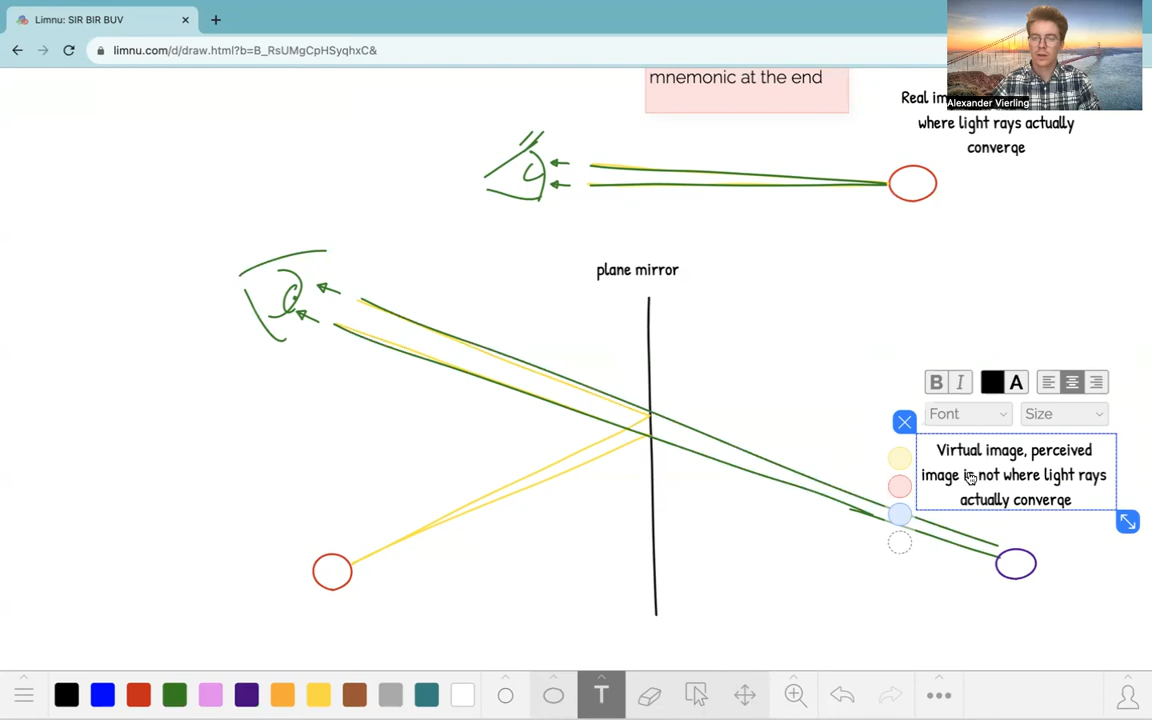 Limnu: SIR BIR BUV
limnu.com/d/draw.html?b=B_RsUMgCpHSyqhxC&
Alexander Vierling
mnemonic at the end
Real im
where light rays actually
converge
plane mirror
B I A
Font Size
Virtual image, perceived
image is not where light rays
actually converge
T